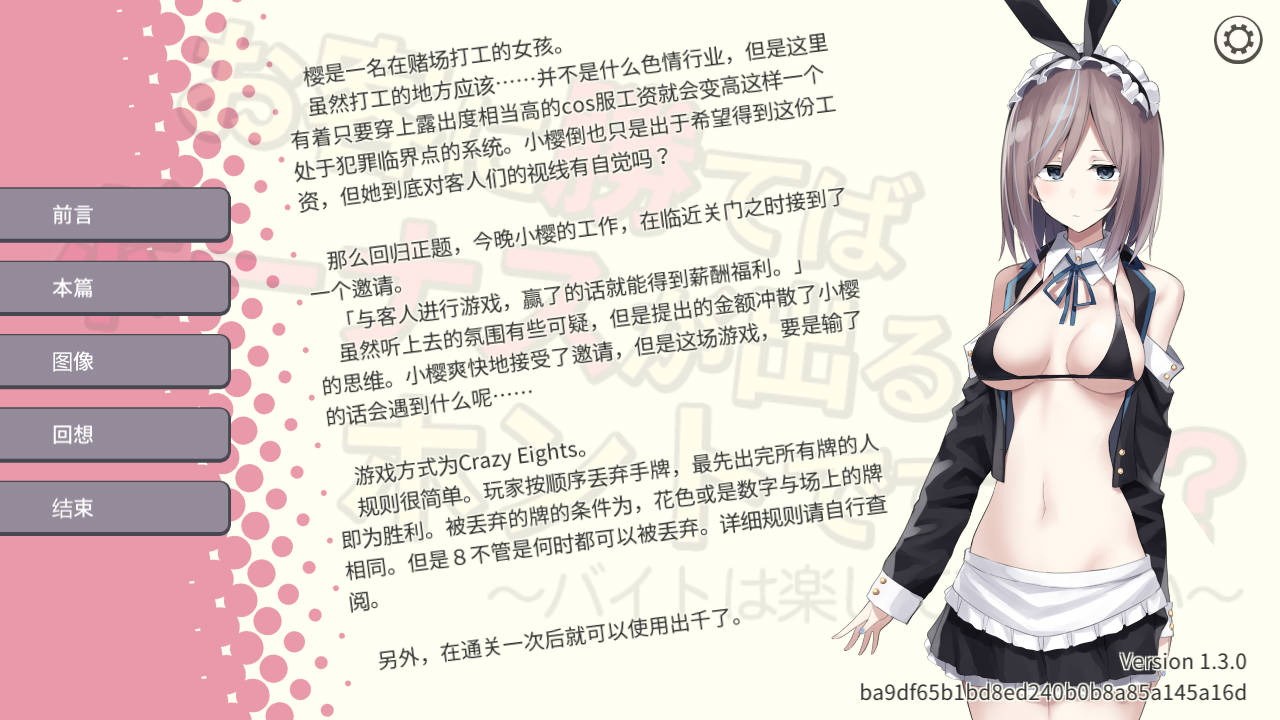 前言
本篇
图像
回想
结束
樱是一名在赌场打工的女孩。
虽然打工的地方应该……并不是什么色情行业，但是这里
有着只要穿上露出度相当高的cos服工资就会变高这样一个
处于犯罪临界点的系统。小樱倒也只是出于希望得到这份工
资，但她到底对客人们的视线有自觉吗？
那么回归正题，今晚小樱的工作，在临近关门之时接到了
一个邀请。
「与客人进行游戏，赢了的话就能得到薪酬福利。」
虽然听上去的氛围有些可疑，但是提出的金额冲散了小樱
的思维。小樱爽快地接受了邀请，但是这场游戏，要是输了
的话会遇到什么呢……
游戏方式为Crazy Eights。
规则很简单。玩家按顺序丢弃手牌，最先出完所有牌的人
即为胜利。被丢弃的牌的条件为，花色或是数字与场上的牌
相同。但是８不管是何时都可以被丢弃。详细规则请自行查
阅。
另外，在通关一次后就可以使用出千了。
Version 1.3.0
ba9df65b1bd8ed240b0b8a85a145a16d